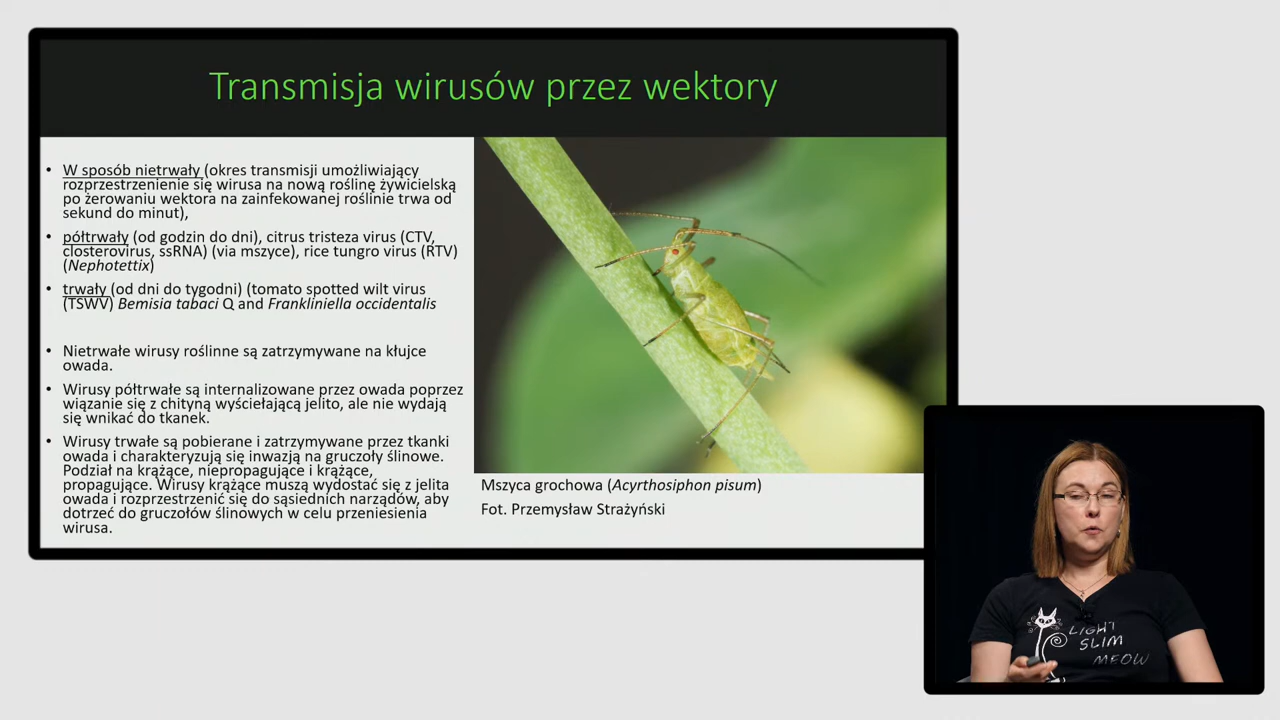 Transmisja wirusów przez wektory
• W sposób nietrwały (okres transmisji umożliwiający
rozprzestrzenienie się wirusa na nową roślinę żywicielską
po żerowaniu wektora na zainfekowanej roślinie trwa od
sekund do minut),
• półtrwały (od godzin do dni), citrus tristeza virus (CTV,
closterovirus, ssRNA) (via mszyce), rice tungro virus (RTV)
(Nephotettix)
• trwały (od dni do tygodni) (tomato spotted wilt virus
(TSWV) Bemisia tabaci Q and Frankliniella occidentalis
• Nietrwałe wirusy roślinne są zatrzymywane na kłujce
owada.
• Wirusy półtrwałe są internalizowane przez owada poprzez
wiązanie się z chityną wyściełającą jelito, ale nie wydają
się wnikać do tkanek.
• Wirusy trwałe są pobierane i zatrzymywane przez tkanki
owada i charakteryzują się inwazją na gruczoły ślinowe.
Podział na krążące, niepropagujące i krążące,
propagujące. Wirusy krążące muszą wydostać się z jelita
owada i rozprzestrzenić się do sąsiednich narządów, aby
dotrzeć do gruczołów ślinowych w celu przeniesienia
wirusa.
Mszyca grochowa (Acyrthosiphon pisum)
Fot. Przemysław Strażyński
LIGHT
SLIM
MEOW